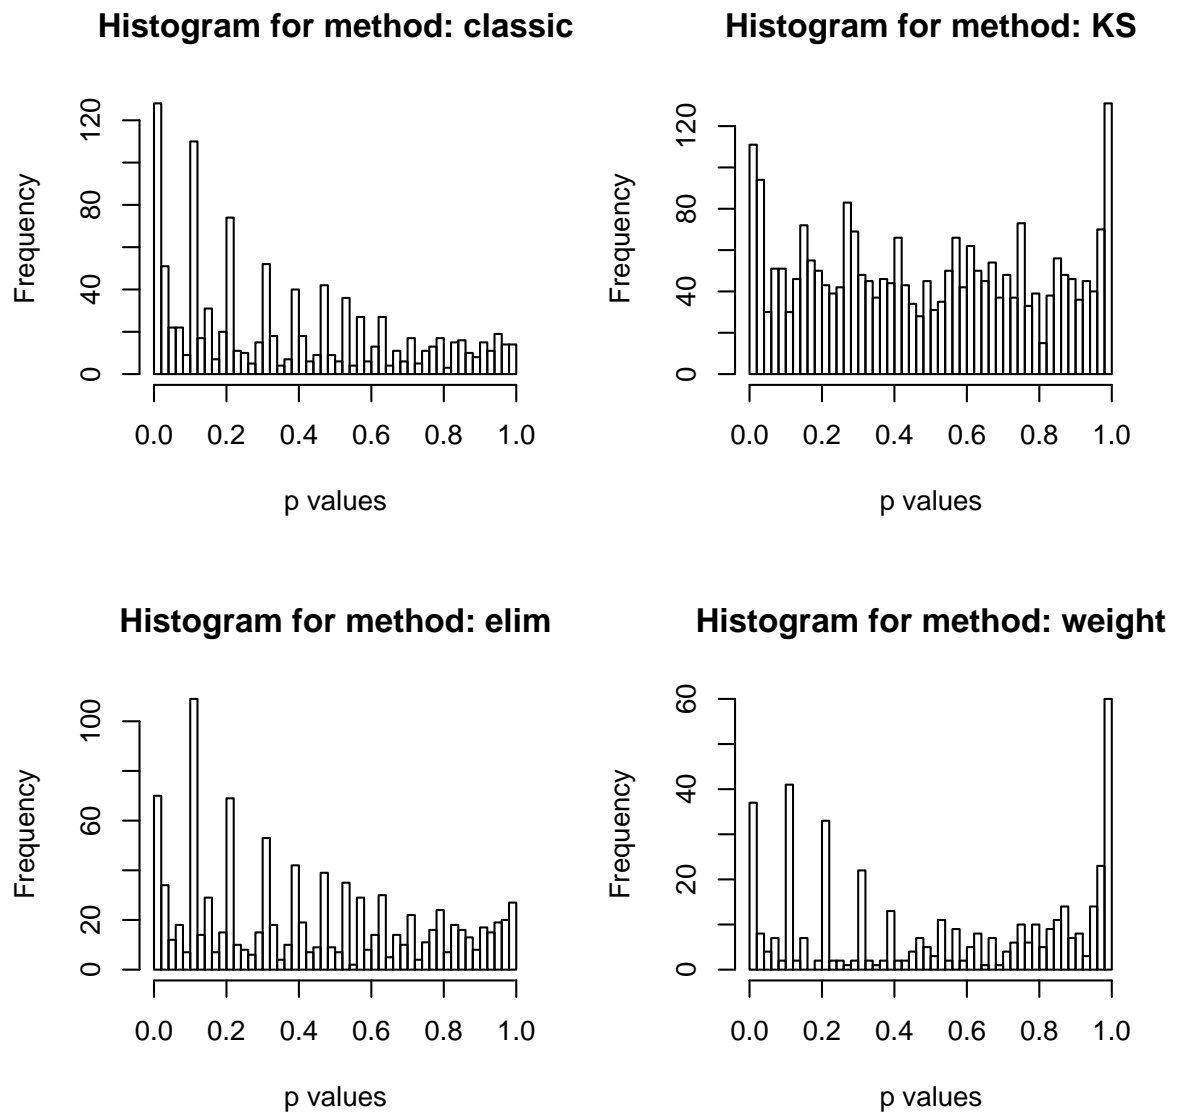 Histogram for method: classic
Frequency
120
80
40
0
0.0 0.2 0.4 0.6 0.8 1.0
p values
Histogram for method: KS
Frequency
120
80
40
0
0.0 0.2 0.4 0.6 0.8 1.0
p values
Histogram for method: elim
Frequency
100
60
20
0
0.0 0.2 0.4 0.6 0.8 1.0
p values
Histogram for method: weight
Frequency
60
40
20
0
0.0 0.2 0.4 0.6 0.8 1.0
p values